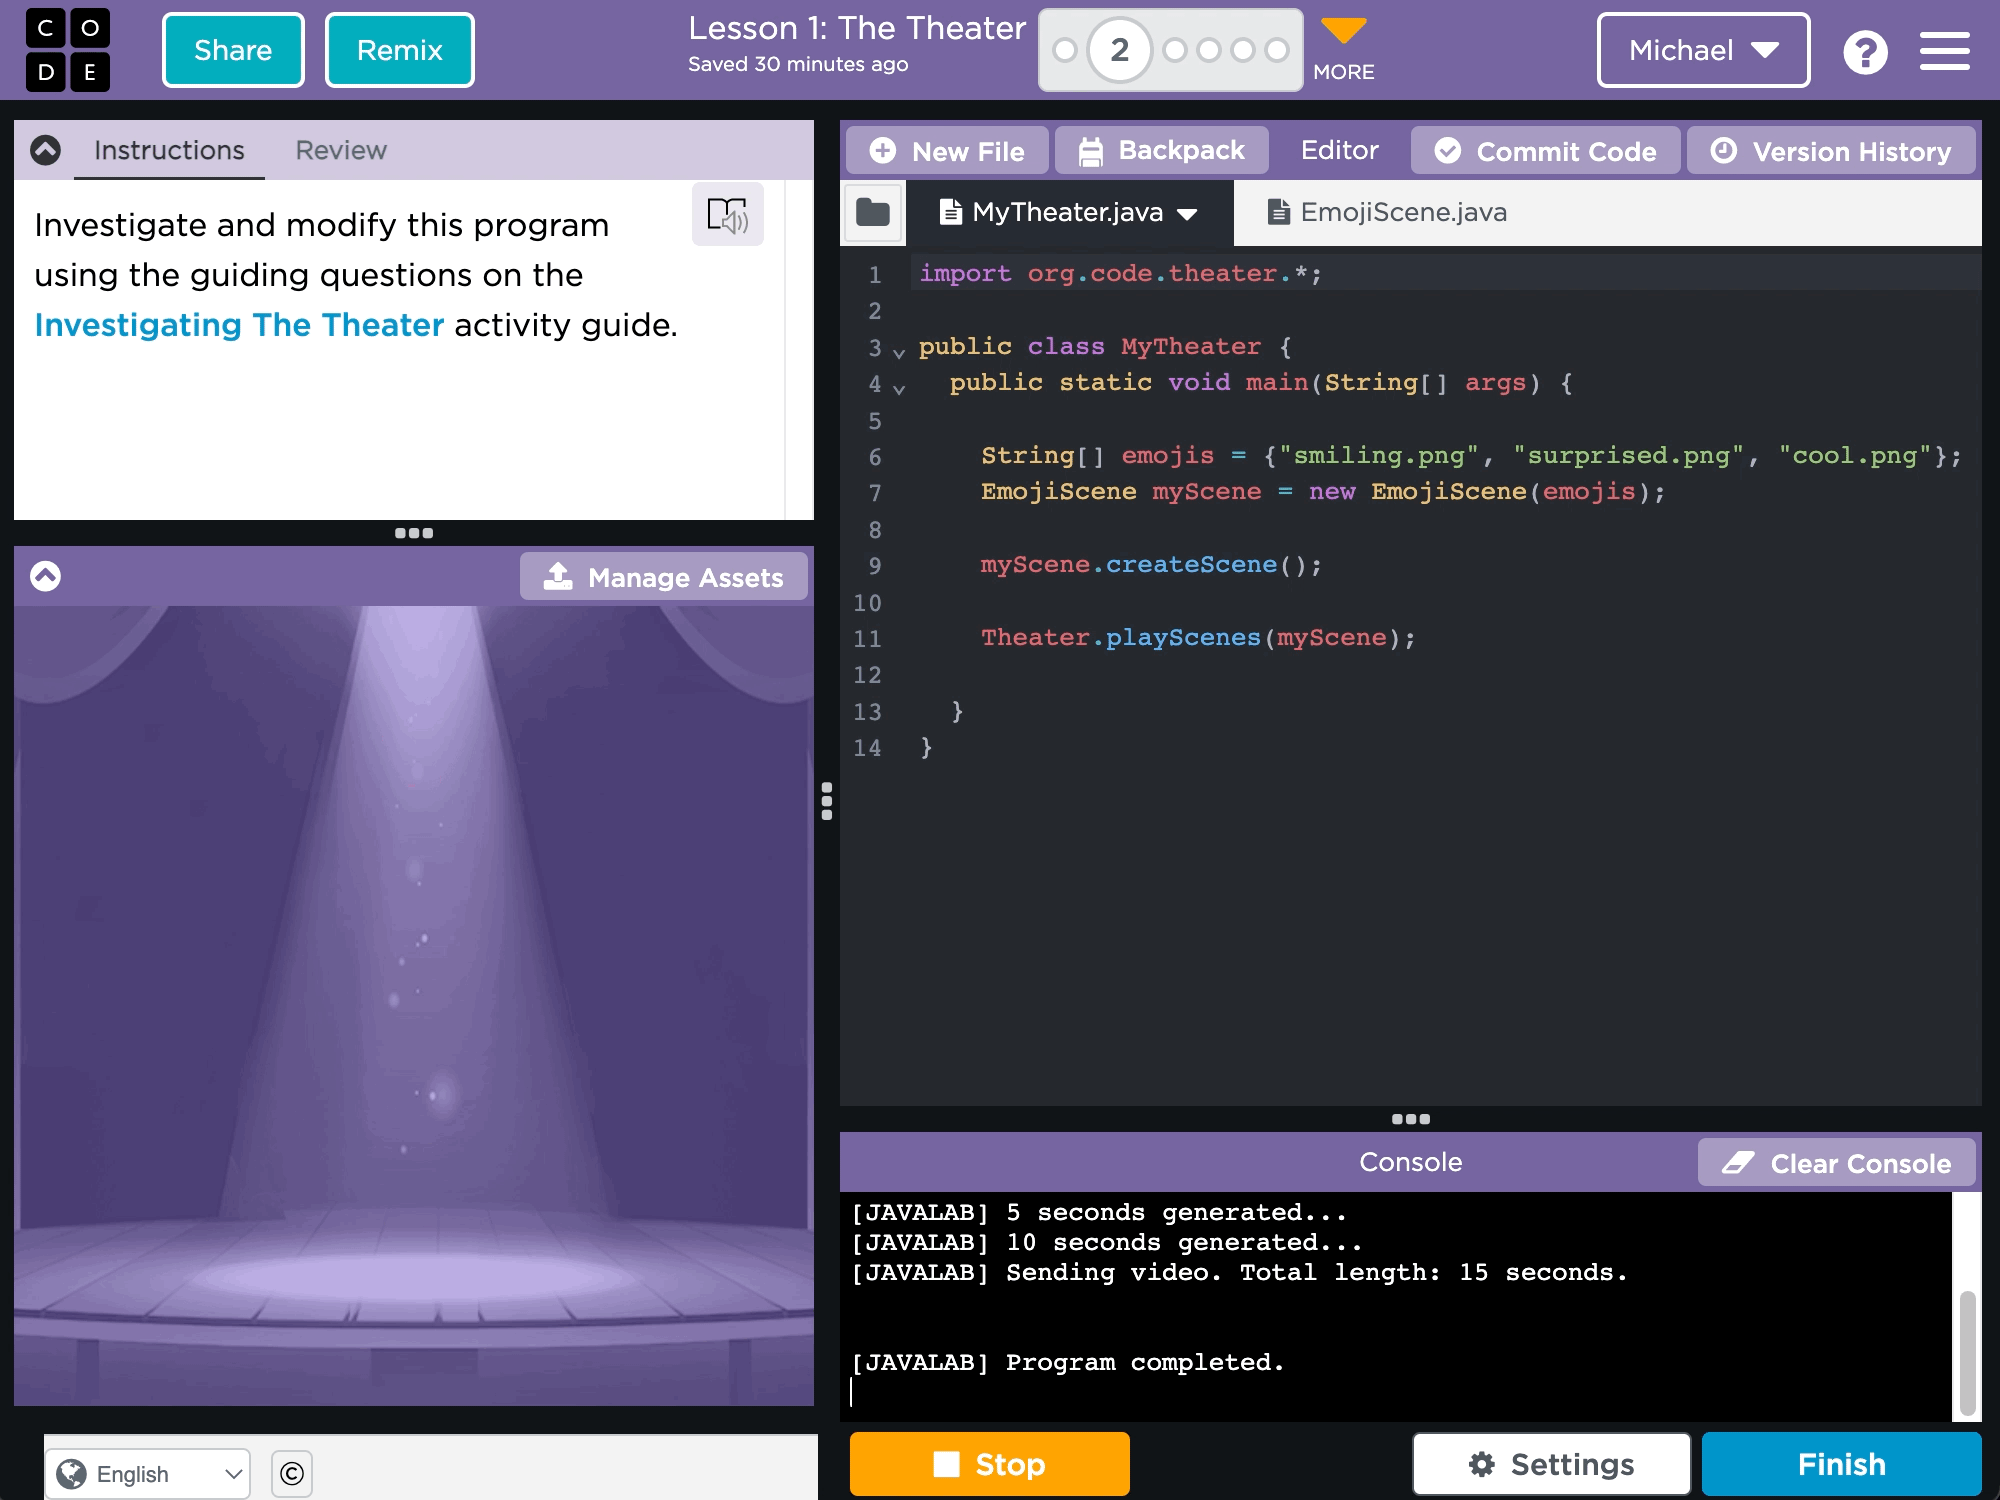 CODE
Share
Remix
Lesson 1: The Theater
Saved 30 minutes ago
2
MORE
Michael
?
Instructions
Review
Investigate and modify this program
using the guiding questions on the
Investigating The Theater activity guide.
Manage Assets
New File
Backpack
Editor
Commit Code
Version History
MyTheater.java
EmojiScene.java
1 import org.code.theater.*;
2
3 public class MyTheater {
4 public static void main(String[] args) {
5
6 String[] emojis = {"smiling.png", "surprised.png", "cool.png"};
7 EmojiScene myScene = new EmojiScene(emojis);
8
9 myScene.createScene();
10
11 Theater.playScenes(myScene);
12
13 }
14 }
Console
Clear Console
[JAVALAB] 5 seconds generated...
[JAVALAB] 10 seconds generated...
[JAVALAB] Sending video. Total length: 15 seconds.
[JAVALAB] Program completed.
English
©
Stop
Settings
Finish